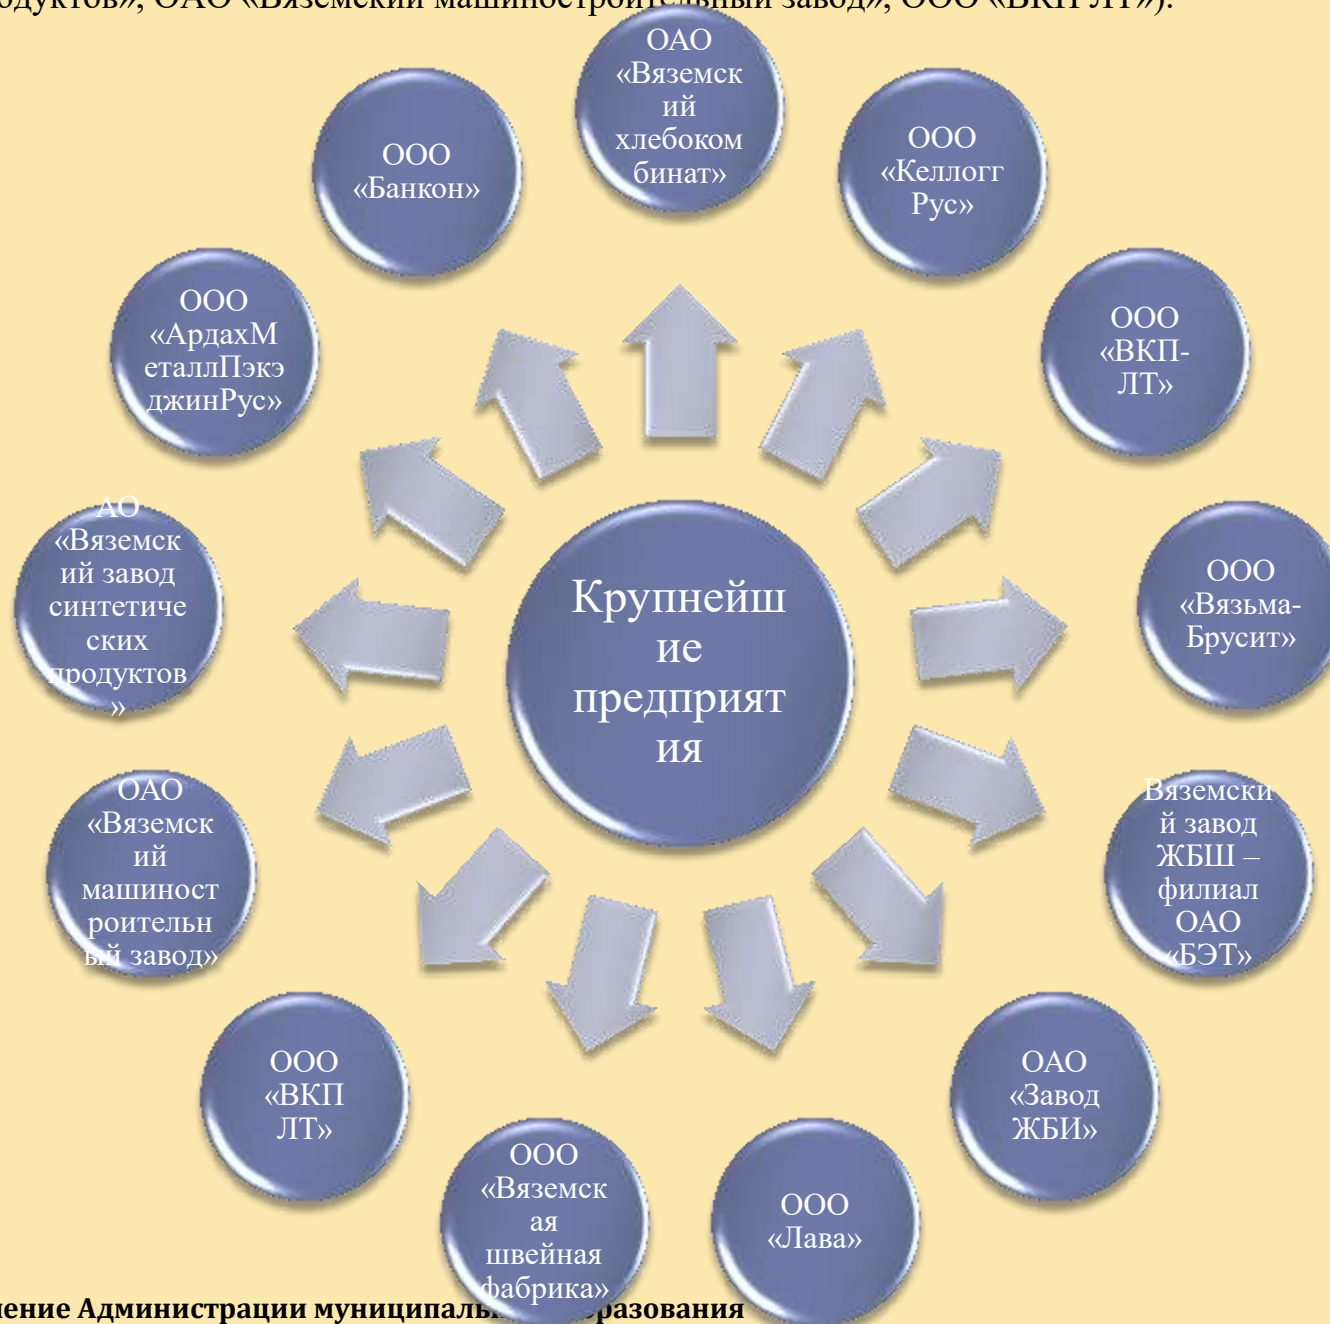 одуктов», ОАО «Вяземский машиностроительный завод», ООО «ВКП ЛТ»).
ОАО
«Вяземск
ий
хлебоком
бинат»
ООО
«Келлогг
Рус»
ООО
«ВКП-
ЛТ»
ООО
«Вязьма-
Брусит»
Вяземски
й завод
ЖБШ –
филиал
ОАО
«БЭТ»
ОАО
«Завод
ЖБИ»
ООО
«Лава»
ООО
«Вяземск
ая
швейная
фабрика»
ООО
«ВКП
ЛТ»
ОАО
«Вяземск
ий
машиност
роительн
ый завод»
АО
«Вяземск
ий завод
синтетиче
ских
продуктов
»
ООО
«АрдахМ
еталлПэкэ
джинРус»
ООО
«Банкон»
Крупнейш
ие
предприят
ия
ение Администрации муниципаль разования